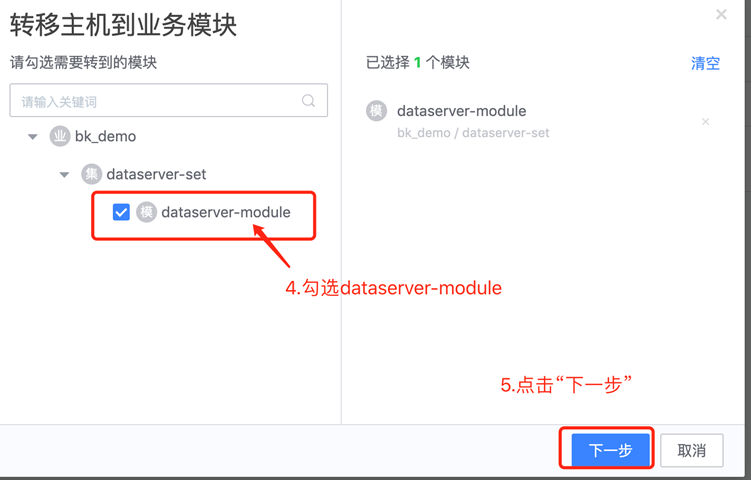 转移主机到业务模块
请勾选需要转到的模块
请输入关键词
业 bk_demo
集 dataserver-set
模 dataserver-module
4.勾选dataserver-module
已选择 1 个模块
清空
模 dataserver-module
bk_demo / dataserver-set
5.点击“下一步”
下一步
取消